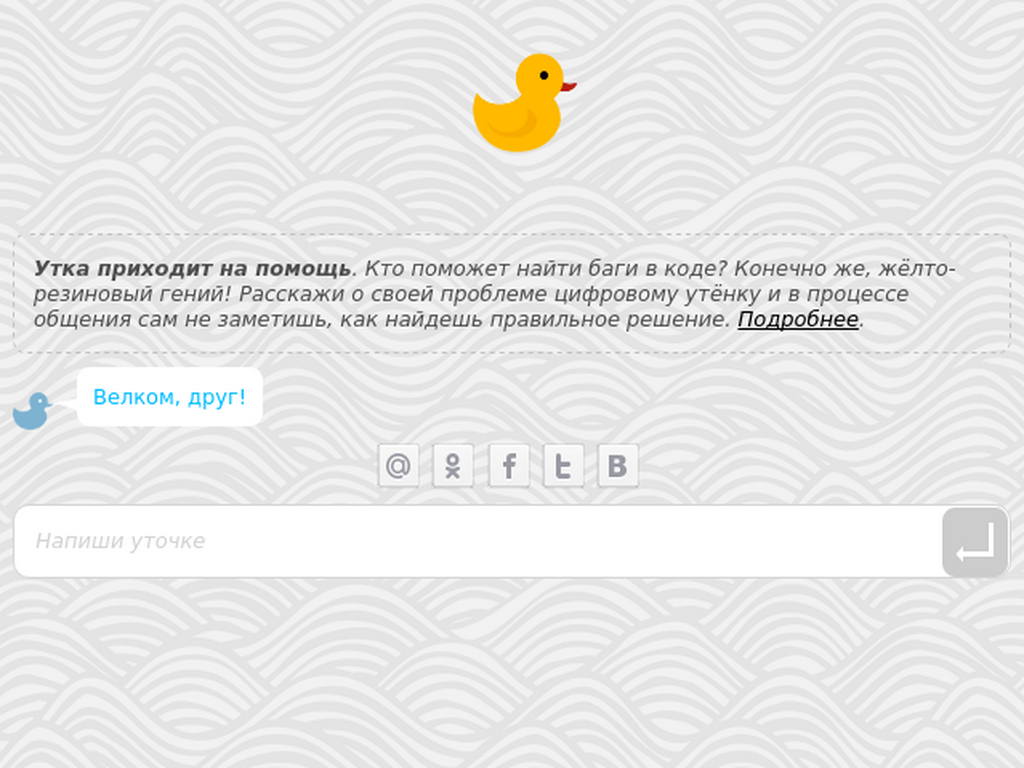 Утка приходит на помощь. Кто поможет найти баги в коде? Конечно же, жёлто-
резиновый гений! Расскажи о своей проблеме цифровому утёнку и в процессе
общения сам не заметишь, как найдешь правильное решение. Подробнее.
Велком, друг!
@ f t B
Напиши уточке